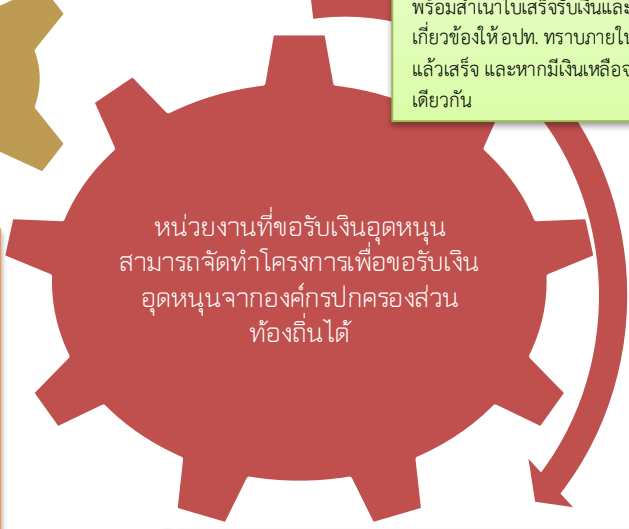 พร้อมสำเนาใบเสร็จรับเงินและ
เกี่ยวข้องให้ อปท. ทราบภายใน
แล้วเสร็จ และหากมีเงินเหลือจ
เดียวกัน
หน่วยงานที่ขอรับเงินอุดหนุน
สามารถจัดทำโครงการเพื่อขอรับเงิน
อุดหนุนจากองค์กรปกครองส่วน
ท้องถิ่นได้